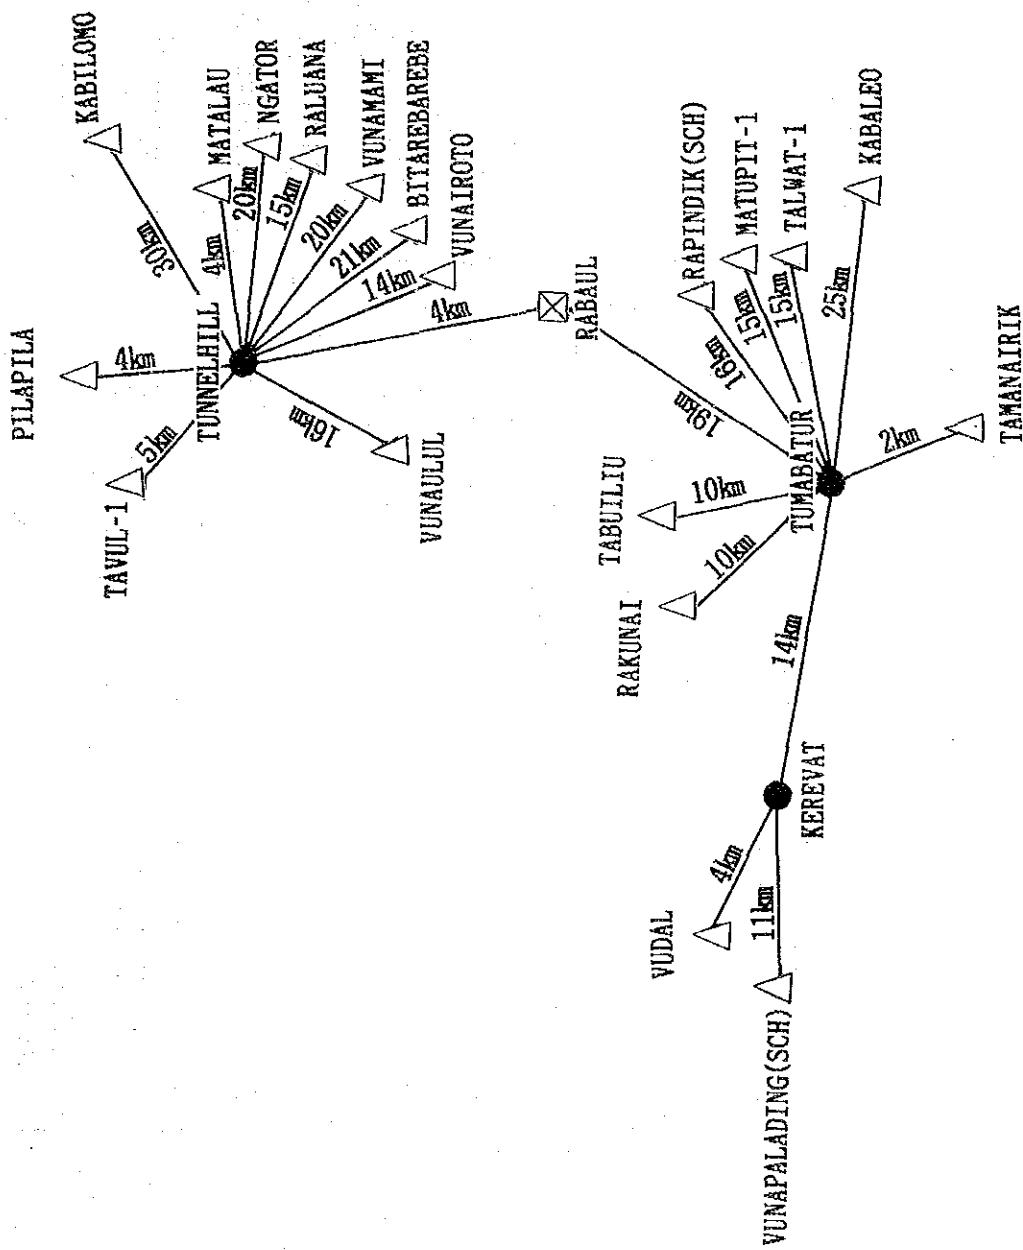 PILAPILA
KABILOMO
TAVUL-1
5km
4km
30km
TUNNELHILL
4km
MATALAU
20km
NGATOR
15km
RALUANA
20km
VUNAMAMI
21km
BITAREBAREBE
14km
VUNAIROTO
4km
16km
VUNAULUL
RABAUL
19km
TABUILIU
10km
RAKUNAI
10km
TUMABATUR
16km
RAPINDIK(SCH)
15km
MATUPIT-1
15km
TALWAT-1
25km
KABALEO
2km
TAMANAIRIK
14km
KEREVAT
4km
VUDAL
11km
VUNAPALADING(SCH)